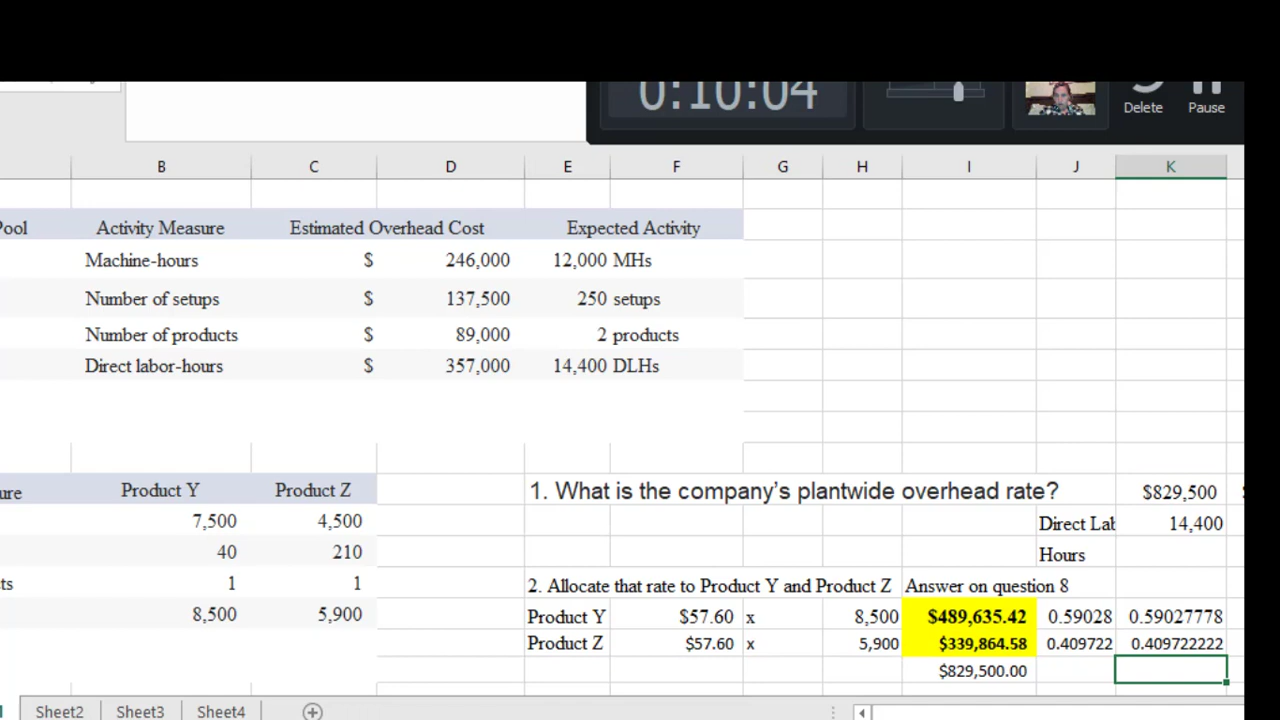 0:10:04
Delete Pause
B C D E F G H I J K
Pool Activity Measure Estimated Overhead Cost Expected Activity
Machine-hours $ 246,000 12,000 MHs
Number of setups $ 137,500 250 setups
Number of products $ 89,000 2 products
Direct labor-hours $ 357,000 14,400 DLHs
ure Product Y Product Z 1. What is the company's plantwide overhead rate? $829,500
7,500 4,500 Direct Lab 14,400
40 210 Hours
ts 1 1 2. Allocate that rate to Product Y and Product Z Answer on question 8
8,500 5,900 Product Y $57.60 x 8,500 $489,635.42 0.59028 0.59027778
Product Z $57.60 x 5,900 $339,864.58 0.409722 0.409722222
$829,500.00
Sheet2 Sheet3 Sheet4